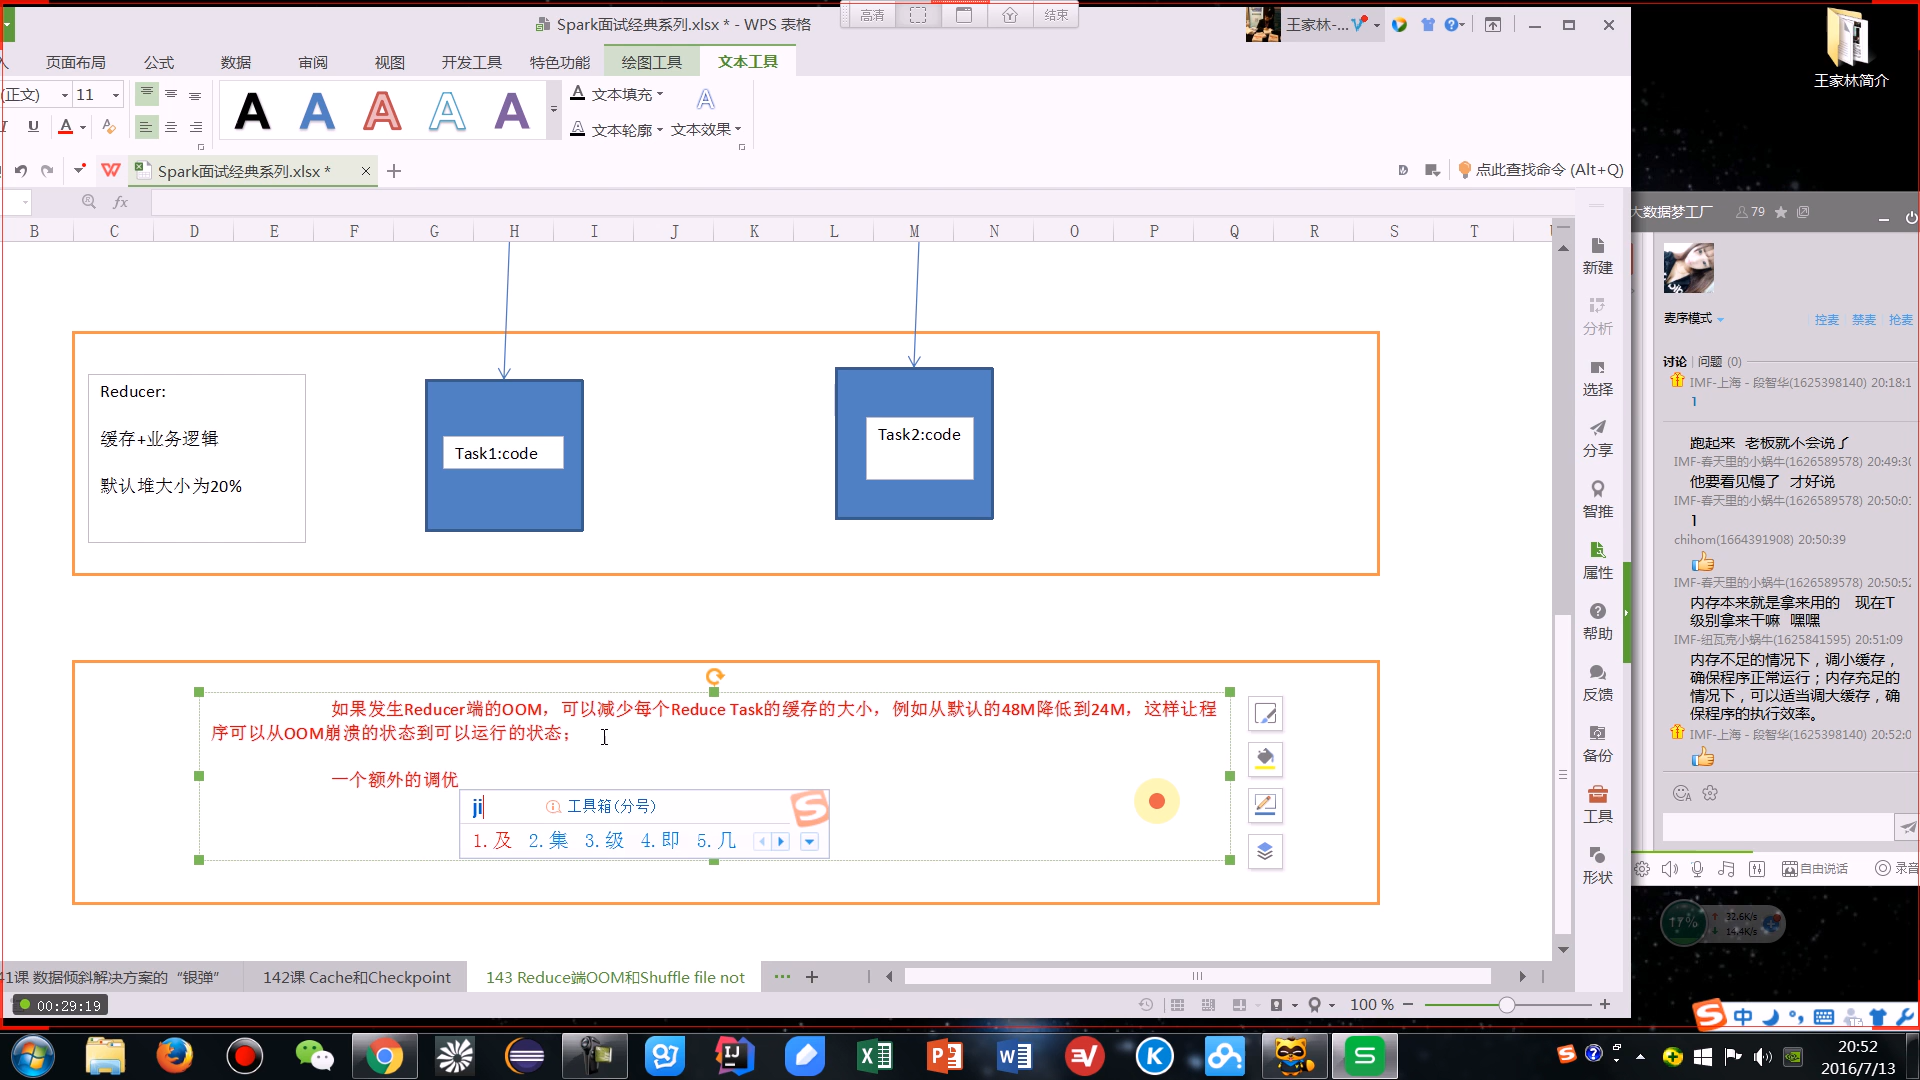 高清
结束
Spark面试经典系列.xlsx * - WPS 表格
王家林-...
王家林简介
页面布局 公式 数据 审阅 视图 开发工具 特色功能 绘图工具 文本工具
(正文) 11
文本填充
文本轮廓 文本效果
Spark面试经典系列.xlsx *
点此查找命令 (Alt+Q)
fx
B C D E F G H I J K L M N O P Q R S T
新建
分析
选择
分享
智推
属性
帮助
反馈
备份
工具
形状
Reducer:
缓存+业务逻辑
默认堆大小为20%
Task1:code
Task2:code
如果发生Reducer端的OOM，可以减少每个Reduce Task的缓存的大小，例如从默认的48M降低到24M，这样让程
序可以从OOM崩溃的状态到可以运行的状态；
一个额外的调优
ji 工具箱(分号)
1.及 2.集 3.级 4.即 5.几
41课 数据倾斜解决方案的“银弹” 142课 Cache和Checkpoint 143 Reduce端OOM和Shuffle file not
00:29:19
100 %
大数据梦工厂 79
麦序模式 控麦 禁麦 抢麦
讨论 | 问题 (0)
IMF-上海 - 段智华(1625398140) 20:18:1
1
跑起来 老板就不会说了
IMF-春天里的小蜗牛(1626589578) 20:49:30
他要看见慢了 才好说
IMF-春天里的小蜗牛(1626589578) 20:50:01
1
chihom(1664391908) 20:50:39
IMF-春天里的小蜗牛(1626589578) 20:50:52
内存本来就是拿来用的 现在T
级别拿来干嘛 嘿嘿
IMF-纽瓦克小蜗牛(1625841595) 20:51:09
内存不足的情况下，调小缓存，
确保程序正常运行；内存充足的
情况下，可以适当调大缓存，确
保程序的执行效率。
IMF-上海 - 段智华(1625398140) 20:52:0
自由说话 录音
17%
32.6K/s
14.4K/s
中
20:52
2016/7/13